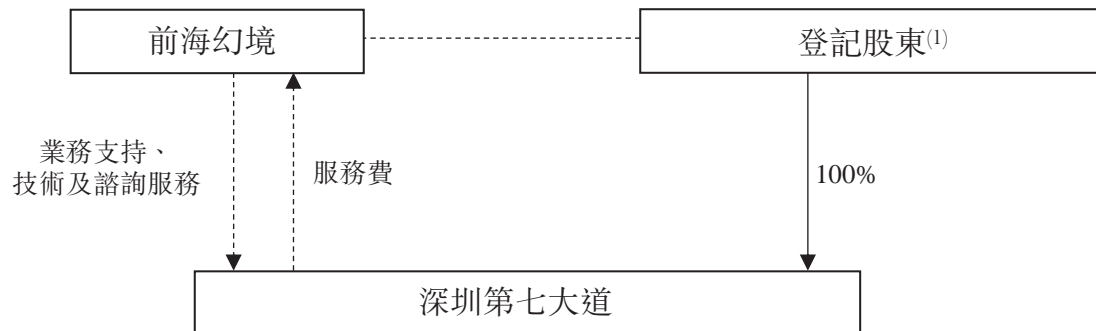 前海幻境
登記股東(1)
業務支持、
技術及諮詢服務
服務費
100%
深圳第七大道